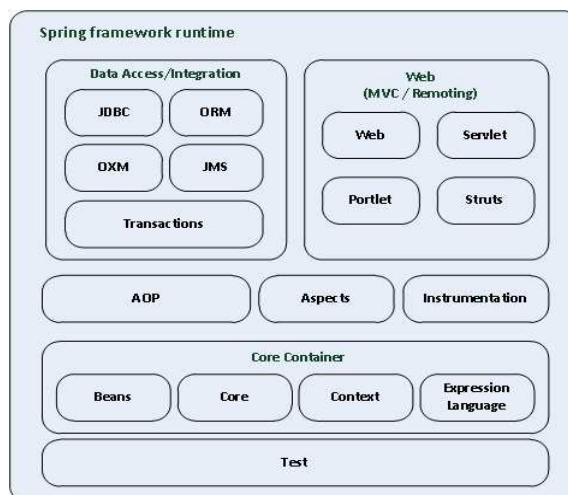 Spring framework runtime
Data Access/Integration
JDBC
ORM
OXM
JMS
Transactions
Web
(MVC / Remoting)
Web
Servlet
Portlet
Struts
AOP
Aspects
Instrumentation
Core Container
Beans
Core
Context
Expression
Language
Test